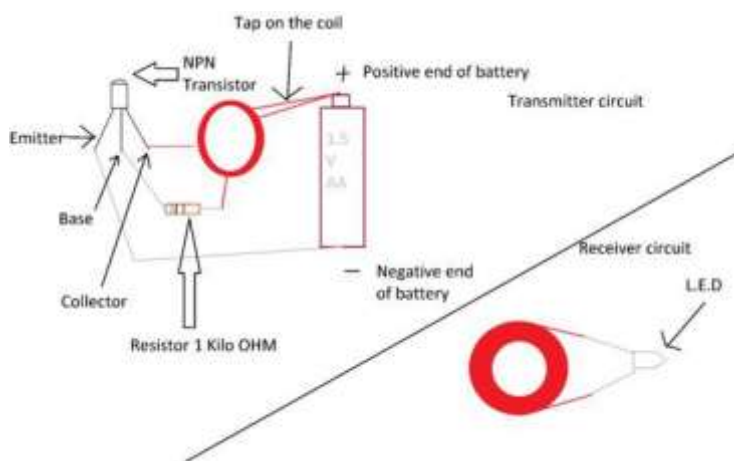 Tap on the coil
NPN
Transistor
+ Positive end of battery
Transmitter circuit
Emitter
1.5
V
AA
Base
Receiver circuit
Collector
− Negative end
of battery
L.E.D
Resistor 1 Kilo OHM